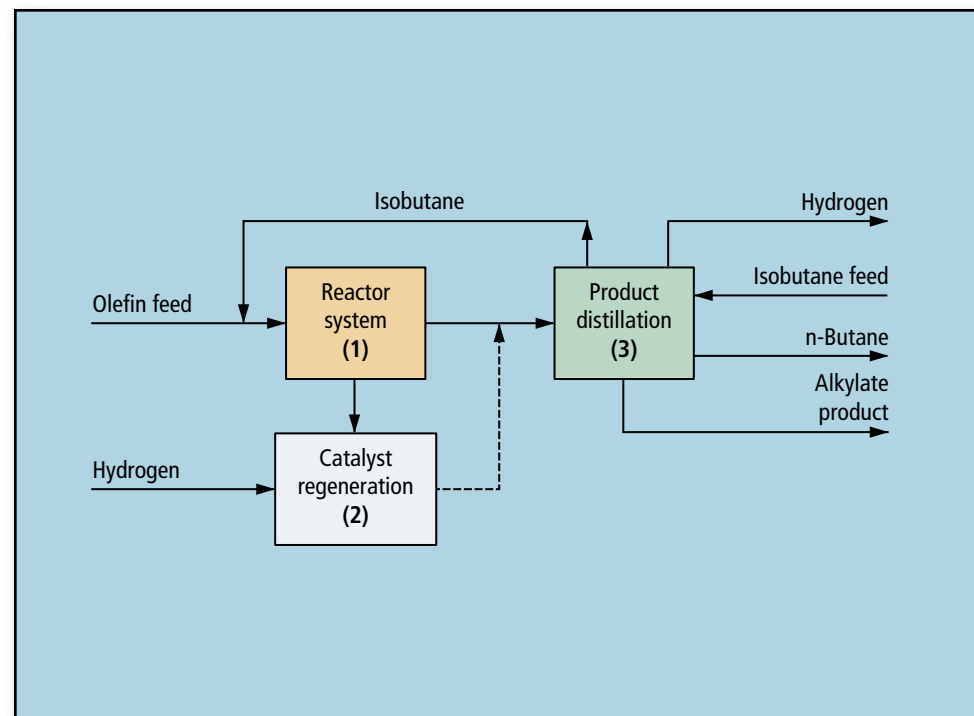 Isobutane
Hydrogen
Isobutane feed
Olefin feed
Reactor
system
(1)
Product
distillation
(3)
n-Butane
Alkylate
product
Hydrogen
Catalyst
regeneration
(2)